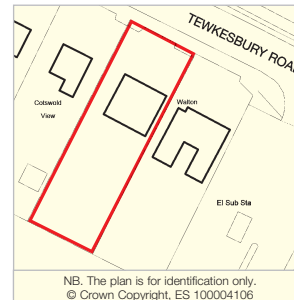 TEWKESBURY ROA
Cotswold
View
Walton
El Sub Sta
NB. The plan is for identification only.
© Crown Copyright, ES 100004106